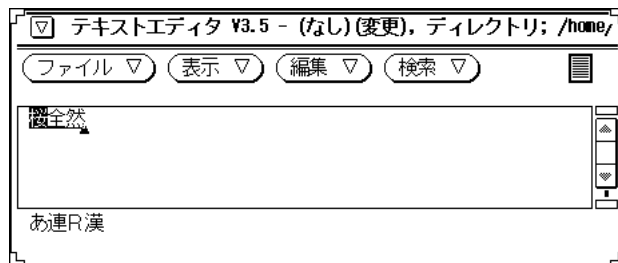 テキストエディタ V3.5 - (なし)(変更), ディレクトリ; /home/
ファイル ▽ 表示 ▽ 編集 ▽ 検索 ▽
全然
あ連R漢